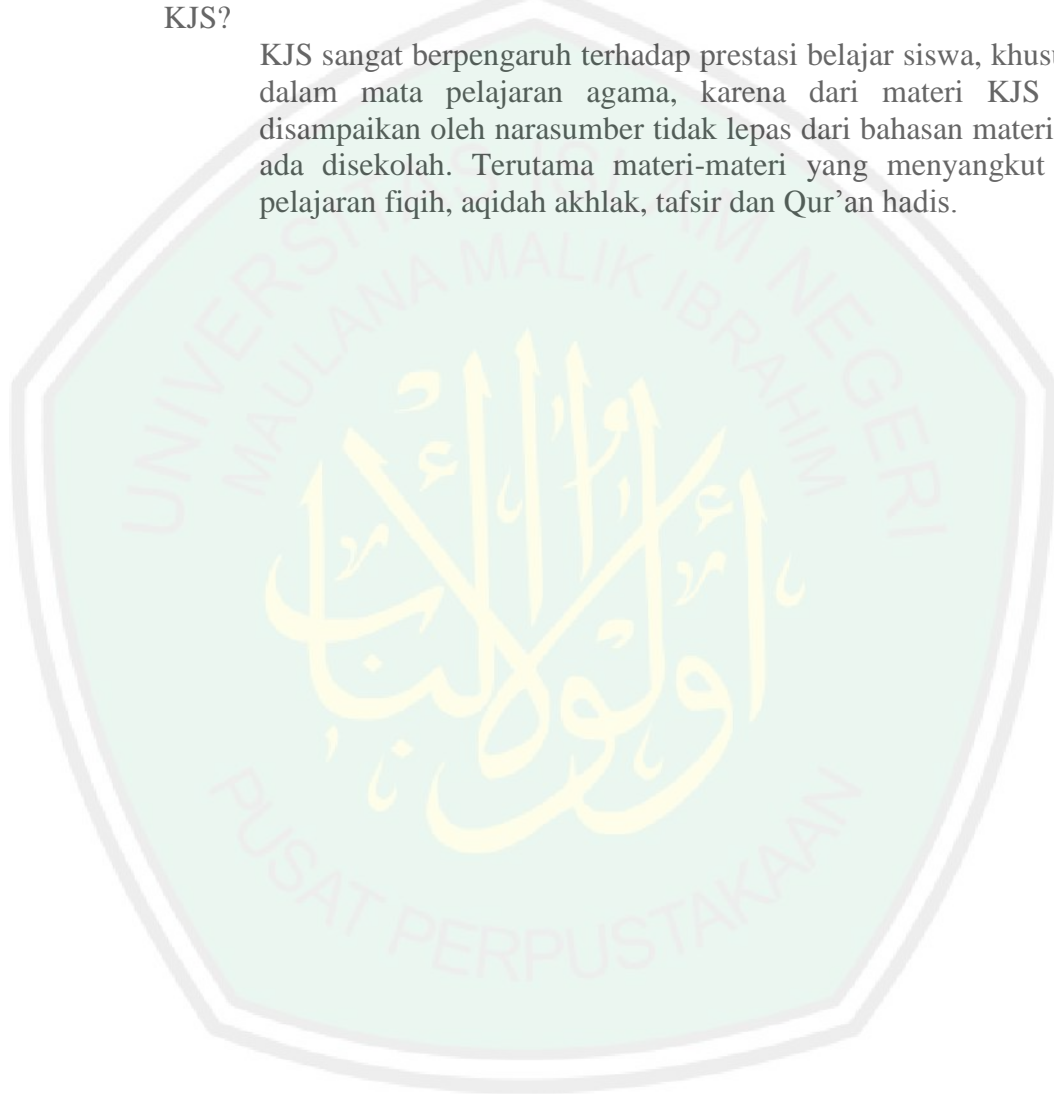 KJS?
KJS sangat berpengaruh terhadap prestasi belajar siswa,
dalam mata pelajaran agama, karena dari materi KJS
disampaikan oleh narasumber tidak lepas dari bahasan materi
ada disekolah. Terutama materi-materi yang menyangkut
pelajaran fiqih, aqidah akhlak, tafsir dan Qur’an hadis.
UNIVERSITAS ISLAM NEGERI
MAULANA MALIK IBRAHIM
أولو الألباب
PUSAT PERPUSTAKAAN